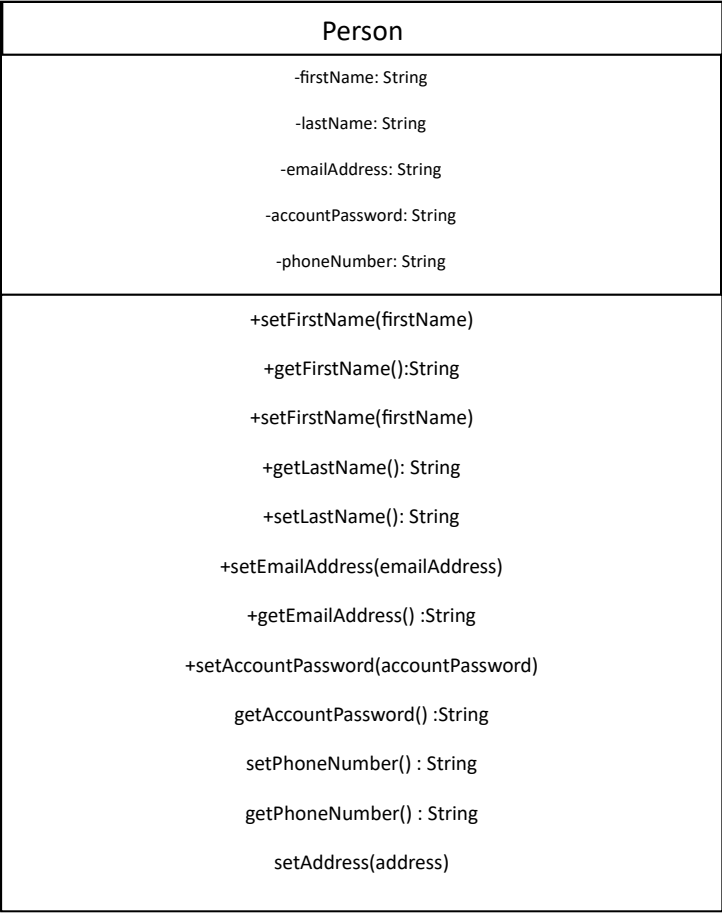 Person
-firstName: String
-lastName: String
-emailAddress: String
-accountPassword: String
-phoneNumber: String
+setFirstName(firstName)
+getFirstName():String
+setFirstName(firstName)
+getLastName(): String
+setLastName(): String
+setEmailAddress(emailAddress)
+getEmailAddress() :String
+setAccountPassword(accountPassword)
getAccountPassword() :String
setPhoneNumber() : String
getPhoneNumber() : String
setAddress(address)